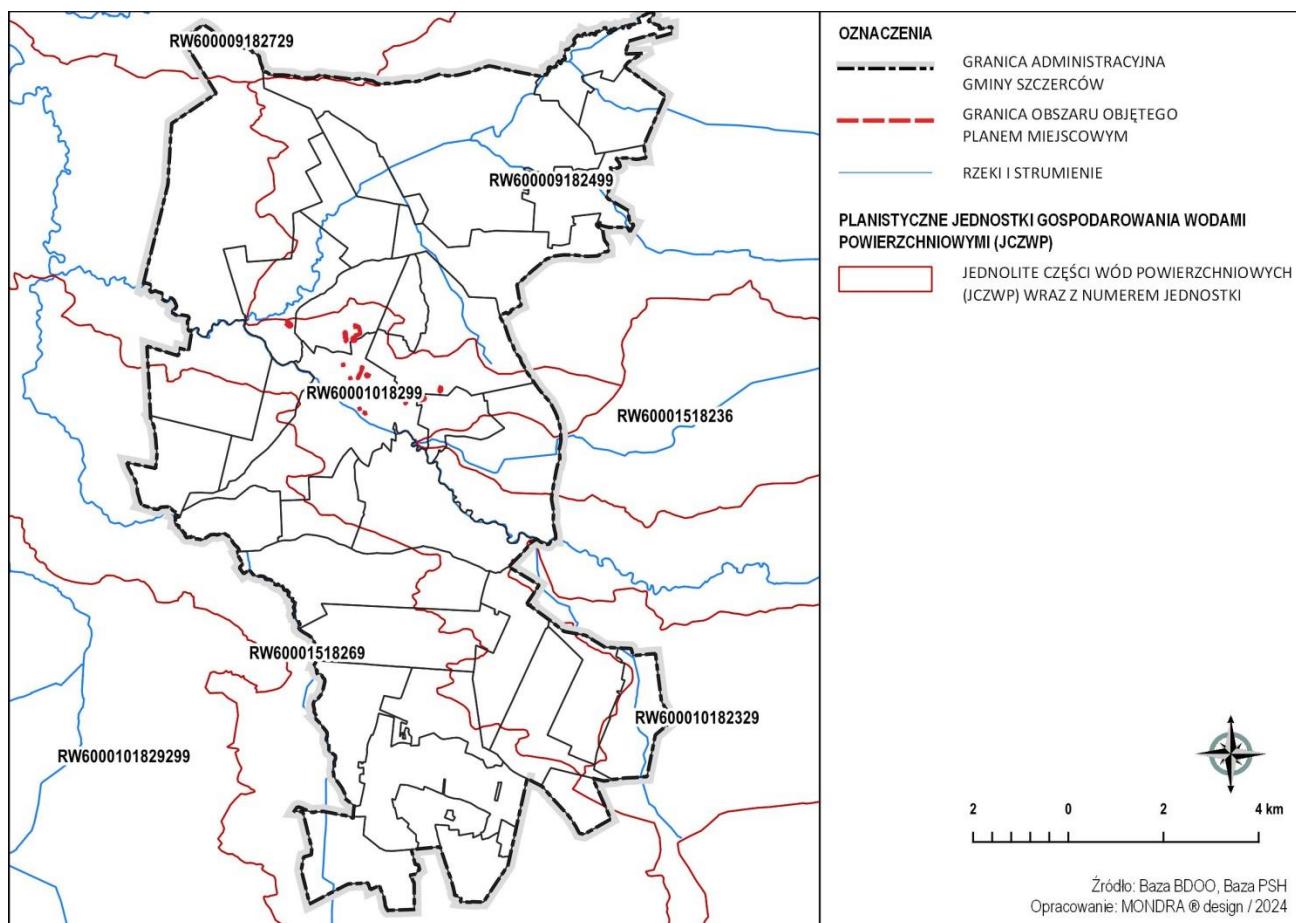 RW600009182729
RW600009182499
RW60001018299
RW60001518236
RW60001518269
RW600010182329
RW6000101829299
OZNACZENIA
GRANICA ADMINISTRACYJNA
GMINY SZCZERCÓW
GRANICA OBSZARU OBJĘTEGO
PLANEM MIEJSCOWYM
RZEKI I STRUMIENIE
PLANISTYCZNE JEDNOSTKI GOSPODAROWANIA WODAMI
POWIERZCHNIOWYMI (JCZWP)
JEDNOLITE CZĘŚCI WÓD POWIERZCHNIOWYCH
(JCZWP) WRAZ Z NUMEREM JEDNOSTKI
2 0 2 4 km
Źródło: Baza BDOO, Baza PSH
Opracowanie: MONDRA ® design / 2024